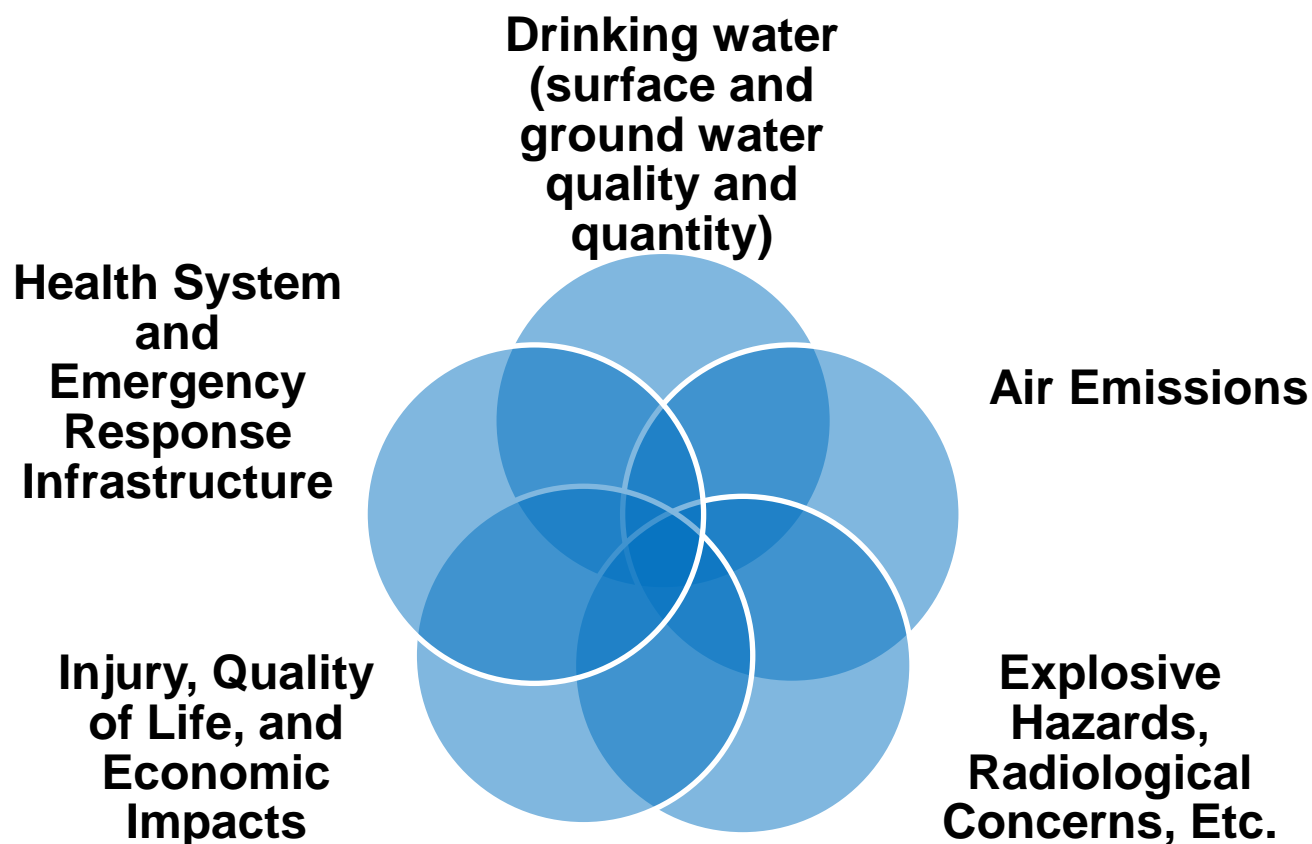 Drinking water
(surface and
ground water
quality and
quantity)
Health System
and
Emergency
Response
Infrastructure
Air Emissions
Injury, Quality
of Life, and
Economic
Impacts
Explosive
Hazards,
Radiological
Concerns, Etc.